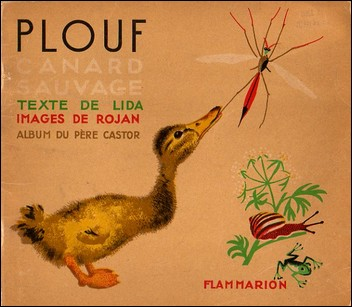 PLOUF
CANARD
SAUVAGE
TEXTE DE LIDA
IMAGES DE ROJAN
ALBUM DU PÈRE CASTOR
FLAMMARION